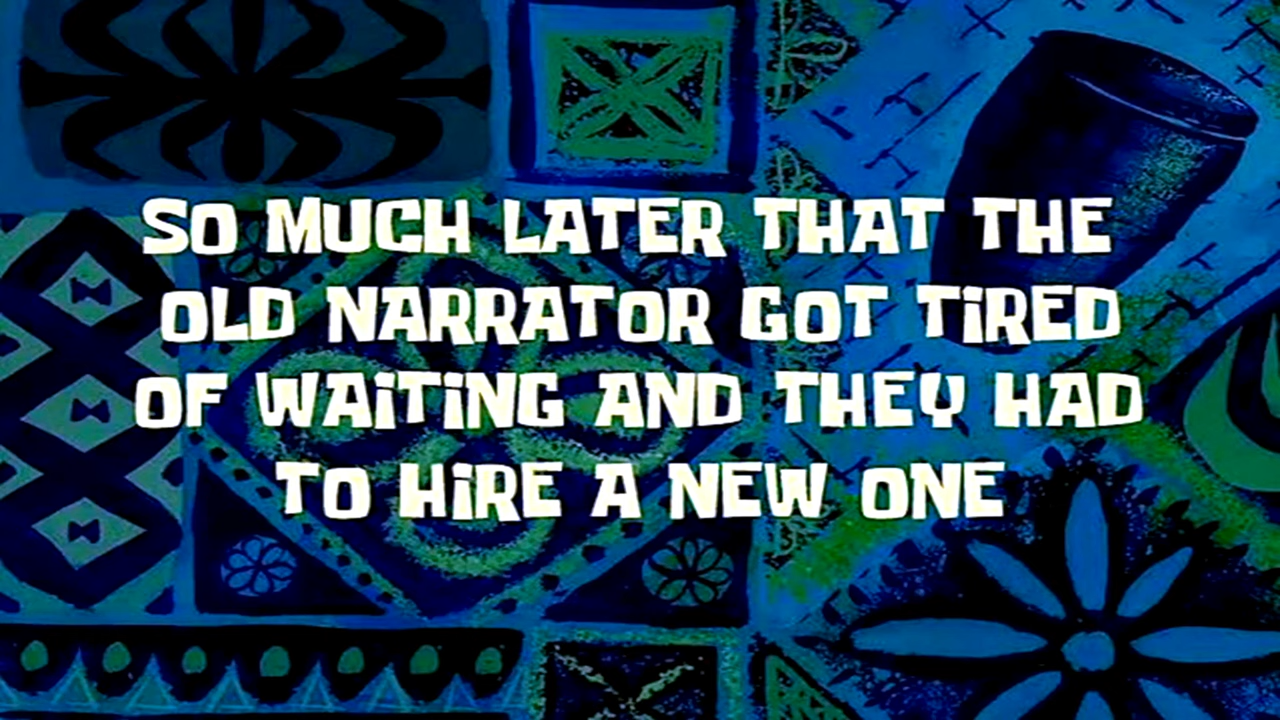 SO MUCH LATER THAT THE
OLD NARRATOR GOT TiRED
OF WAiTiNG AND THEY HAD
TO HiRE A NEW ONE